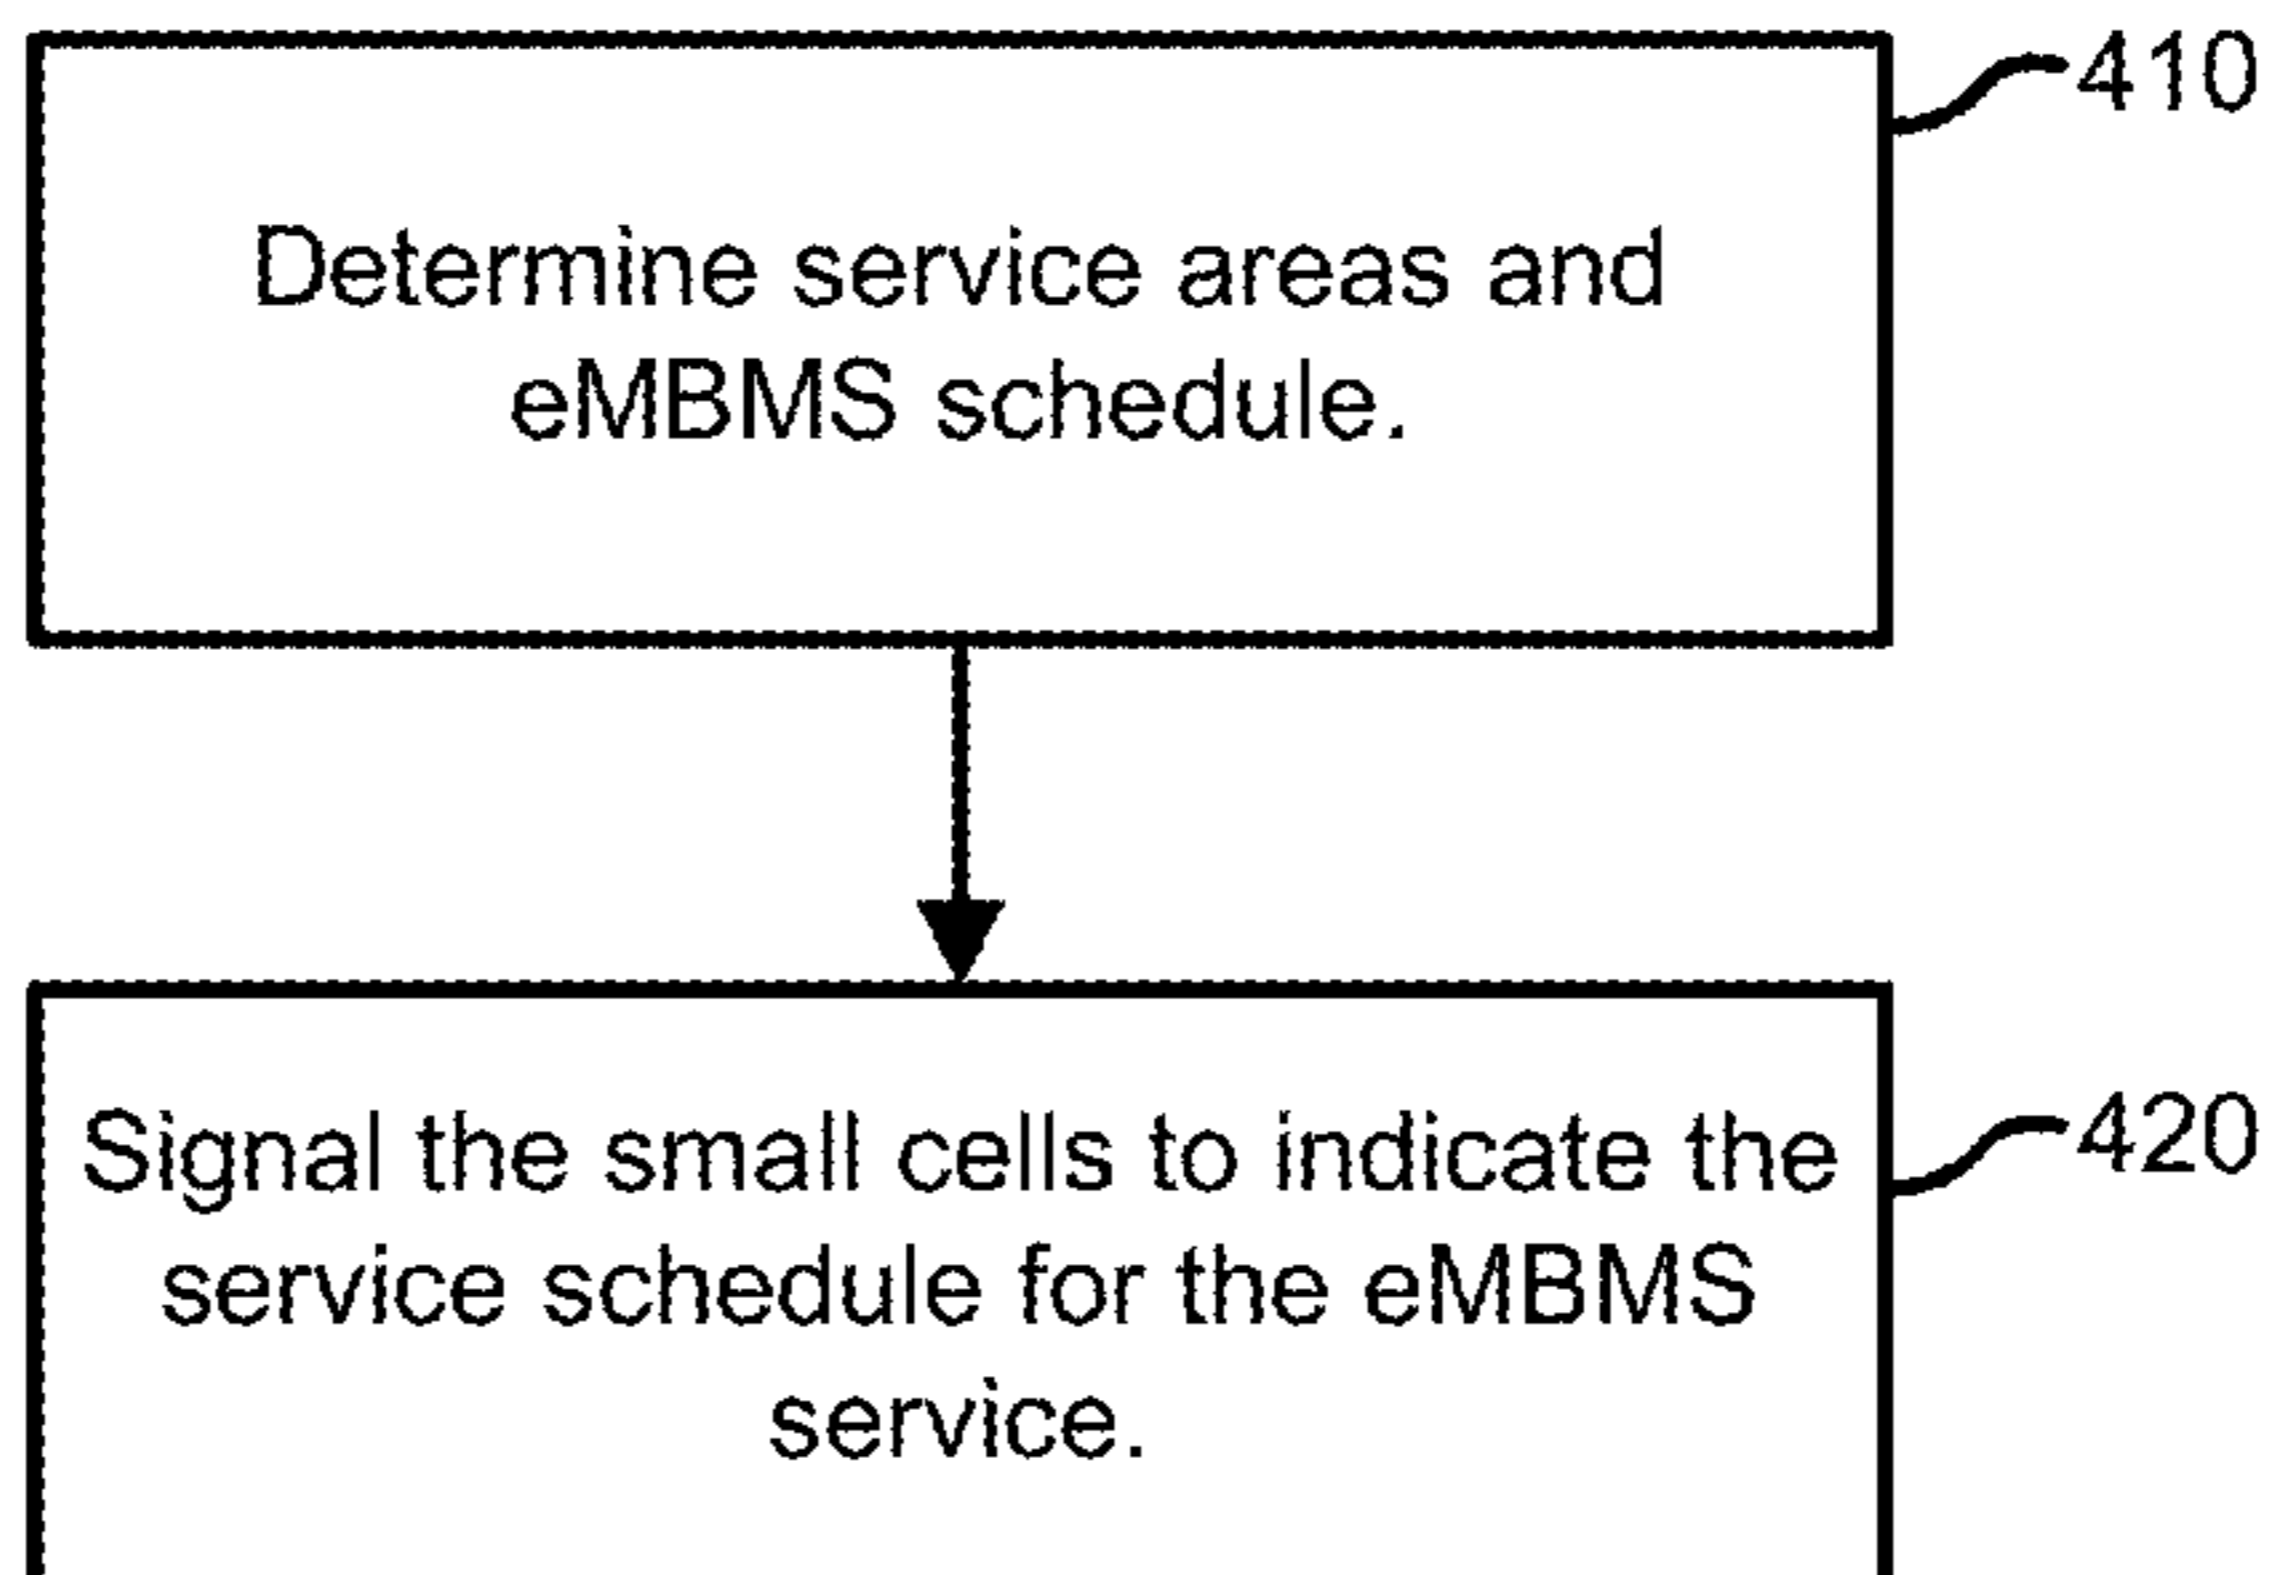 410
Determine service areas and
eMBMS schedule.
420
Signal the small cells to indicate the
service schedule for the eMBMS
service.